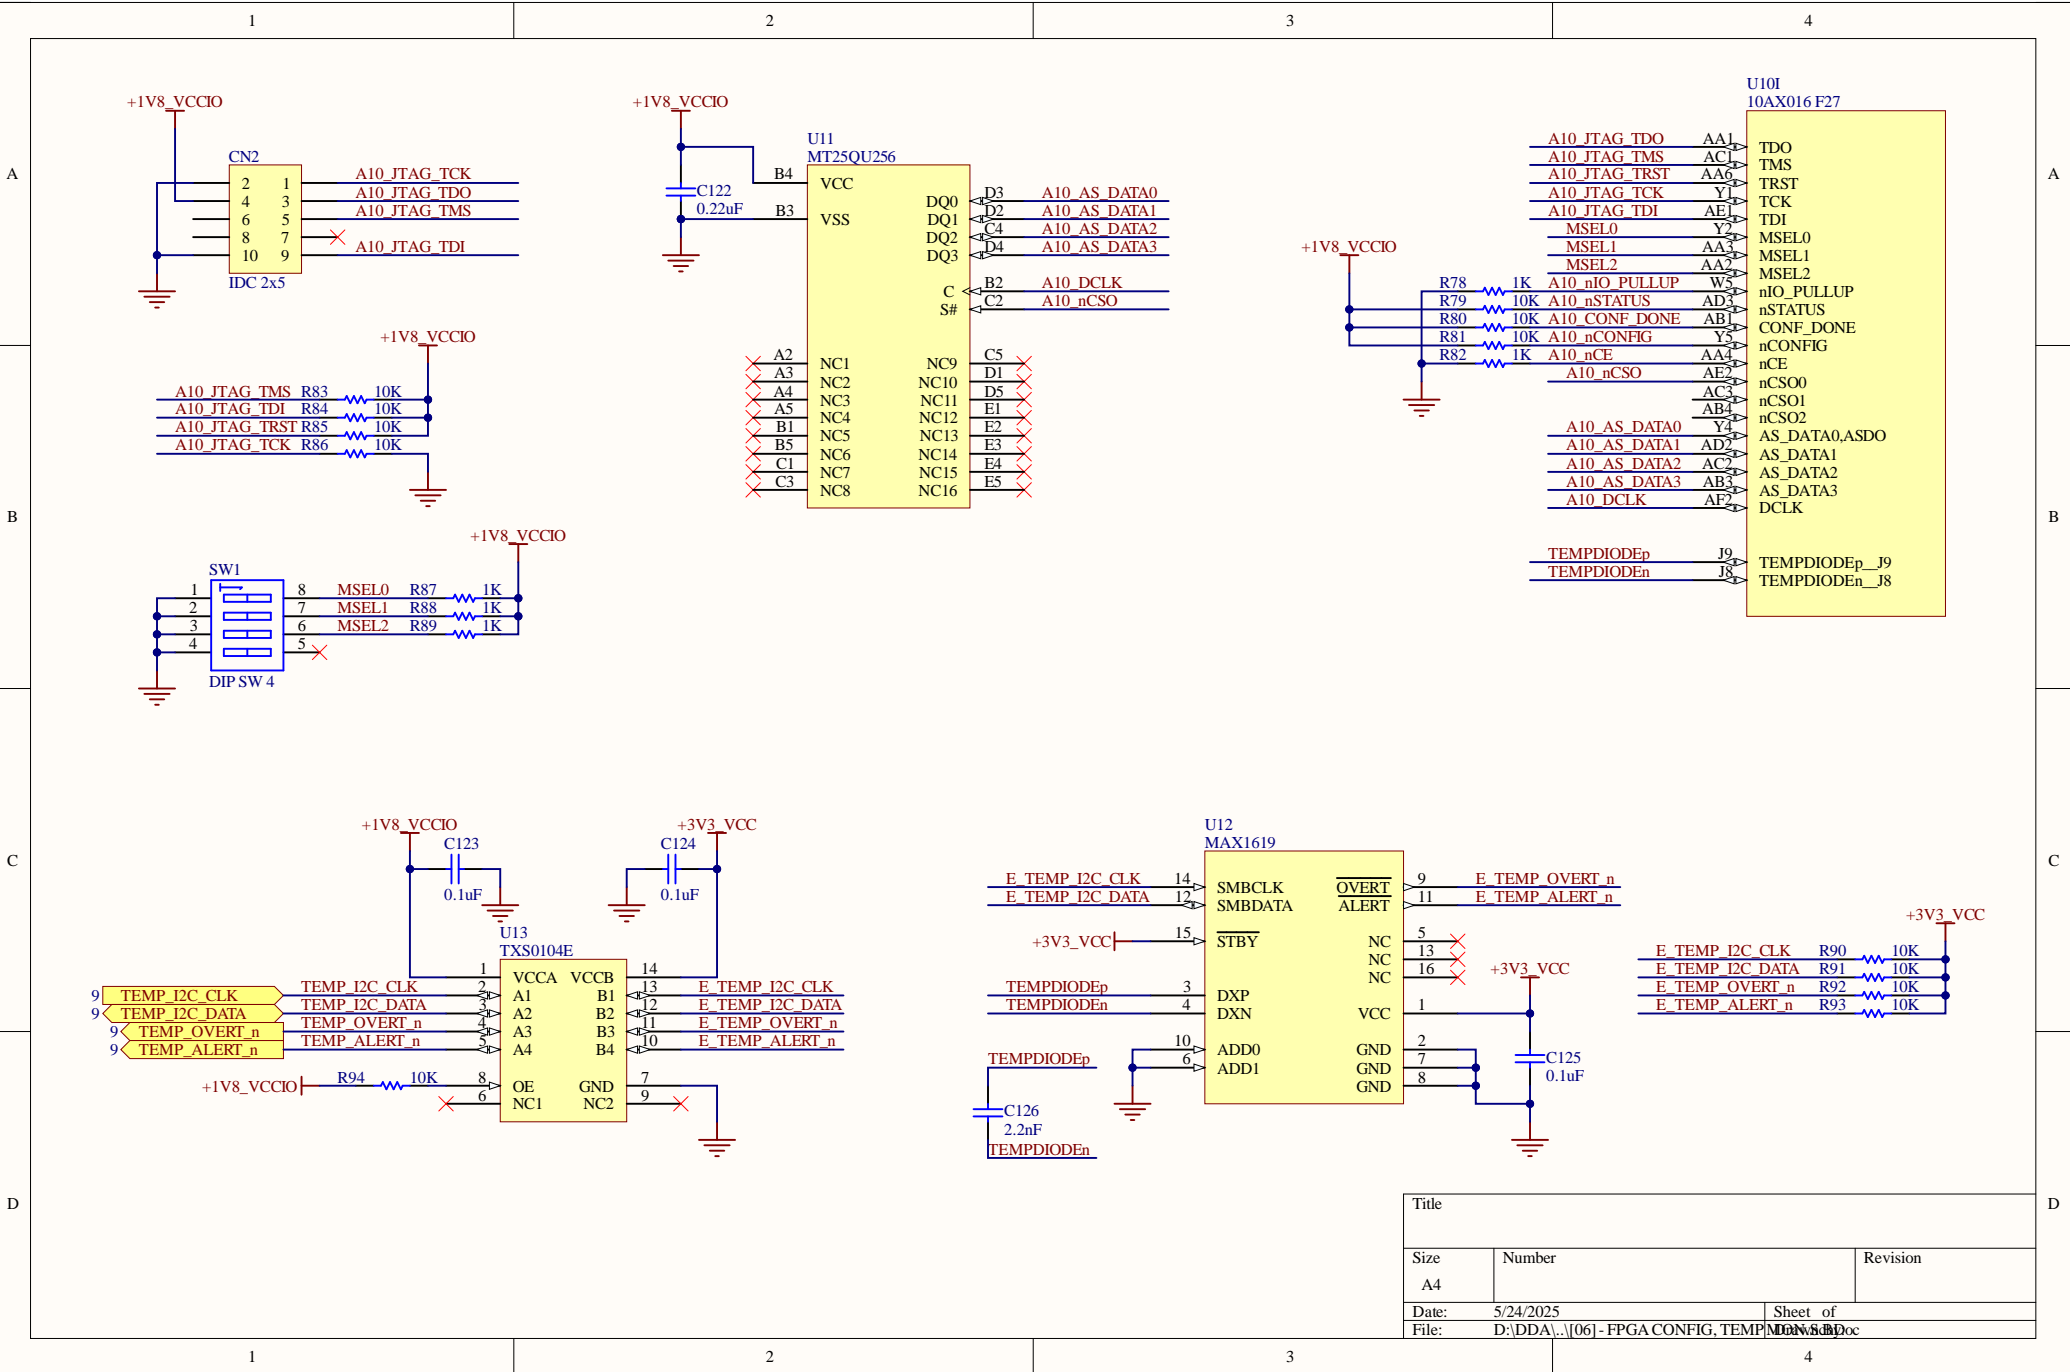 1 2 3 4
A A
B B
C C
D D
1 2 3 4
+1V8_VCCIO
CN2
2 1 A10_JTAG_TCK
4 3 A10_JTAG_TDO
6 5 A10_JTAG_TMS
8 7
10 9 A10_JTAG_TDI
IDC 2x5
+1V8_VCCIO
A10_JTAG_TMS R83 10K
A10_JTAG_TDI R84 10K
A10_JTAG_TRST R85 10K
A10_JTAG_TCK R86 10K
+1V8_VCCIO
SW1
1 8 MSEL0 R87 1K
2 7 MSEL1 R88 1K
3 6 MSEL2 R89 1K
4 5
DIP SW 4
+1V8_VCCIO
C122
0.22uF
U11
MT25QU256
B4 VCC
B3 VSS
DQ0 D3 A10_AS_DATA0
DQ1 D2 A10_AS_DATA1
DQ2 C4 A10_AS_DATA2
DQ3 D4 A10_AS_DATA3
C B2 A10_DCLK
S# C2 A10_nCSO
A2 NC1 NC9 C5
A3 NC2 NC10 D1
A4 NC3 NC11 D5
A5 NC4 NC12 E1
B1 NC5 NC13 E2
B5 NC6 NC14 E3
C1 NC7 NC15 E4
C3 NC8 NC16 E5
U10I
10AX016 F27
A10_JTAG_TDO AA1 TDO
A10_JTAG_TMS AC1 TMS
A10_JTAG_TRST AA6 TRST
A10_JTAG_TCK Y1 TCK
A10_JTAG_TDI AE1 TDI
MSEL0 Y2 MSEL0
MSEL1 AA3 MSEL1
MSEL2 AA2 MSEL2
+1V8_VCCIO
R78 1K A10_nIO_PULLUP W5 nIO_PULLUP
R79 10K A10_nSTATUS AD3 nSTATUS
R80 10K A10_CONF_DONE AB1 CONF_DONE
R81 10K A10_nCONFIG Y5 nCONFIG
R82 1K A10_nCE AA4 nCE
A10_nCSO AE2 nCSO0
AC3 nCSO1
AB4 nCSO2
A10_AS_DATA0 Y4 AS_DATA0,ASDO
A10_AS_DATA1 AD2 AS_DATA1
A10_AS_DATA2 AC2 AS_DATA2
A10_AS_DATA3 AB3 AS_DATA3
A10_DCLK AF2 DCLK
TEMPDIODEp J9 TEMPDIODEp__J9
TEMPDIODEn J8 TEMPDIODEn__J8
+1V8_VCCIO
C123
0.1uF
+3V3_VCC
C124
0.1uF
U13
TXS0104E
1 VCCA VCCB 14
9 TEMP_I2C_CLK TEMP_I2C_CLK 2 A1 B1 13 E_TEMP_I2C_CLK
9 TEMP_I2C_DATA TEMP_I2C_DATA 3 A2 B2 12 E_TEMP_I2C_DATA
9 TEMP_OVERT_n TEMP_OVERT_n 4 A3 B3 11 E_TEMP_OVERT_n
9 TEMP_ALERT_n TEMP_ALERT_n 5 A4 B4 10 E_TEMP_ALERT_n
+1V8_VCCIO R94 10K 8 OE GND 7
6 NC1 NC2 9
U12
MAX1619
E_TEMP_I2C_CLK 14 SMBCLK OVERT 9 E_TEMP_OVERT_n
E_TEMP_I2C_DATA 12 SMBDATA ALERT 11 E_TEMP_ALERT_n
+3V3_VCC 15 STBY NC 5
NC 13
NC 16
TEMPDIODEp 3 DXP
TEMPDIODEn 4 DXN VCC 1
10 ADD0 GND 2
6 ADD1 GND 7
GND 8
+3V3_VCC
C125
0.1uF
TEMPDIODEp
C126
2.2nF
TEMPDIODEn
+3V3_VCC
E_TEMP_I2C_CLK R90 10K
E_TEMP_I2C_DATA R91 10K
E_TEMP_OVERT_n R92 10K
E_TEMP_ALERT_n R93 10K
Title
Size Number Revision
A4
Date: 5/24/2025 Sheet of
File: D:\DDA\..\[06] - FPGA CONFIG, TEMP